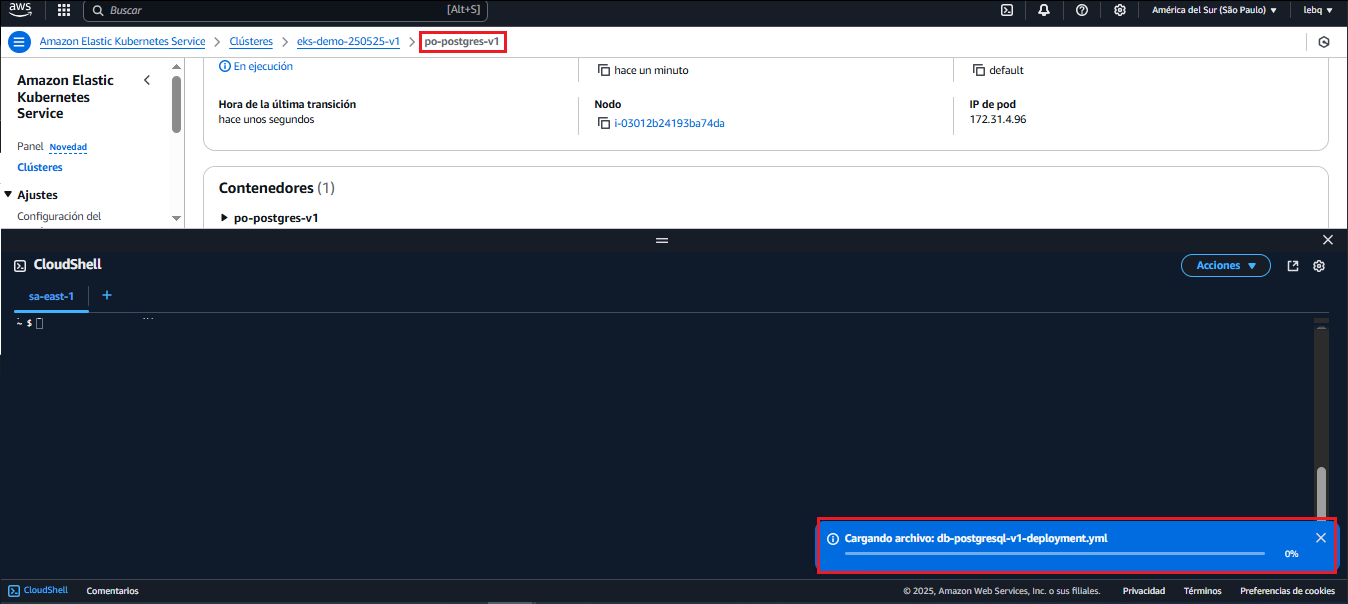 aws
Buscar [Alt+S]
América del Sur (São Paulo) ▼ lebq ▼
Amazon Elastic Kubernetes Service > Clústeres > eks-demo-250525-v1 > po-postgres-v1
Amazon Elastic
Kubernetes
Service
Panel Novedad
Clústeres
Ajustes
Configuración del
En ejecución
hace un minuto
default
Hora de la última transición
hace unos segundos
Nodo
i-03012b24193ba74da
IP de pod
172.31.4.96
Contenedores (1)
po-postgres-v1
CloudShell
Acciones ▼
sa-east-1 +
~ $
Cargando archivo: db-postgresql-v1-deployment.yml
0%
CloudShell Comentarios
© 2025, Amazon Web Services, Inc. o sus filiales. Privacidad Términos Preferencias de cookies